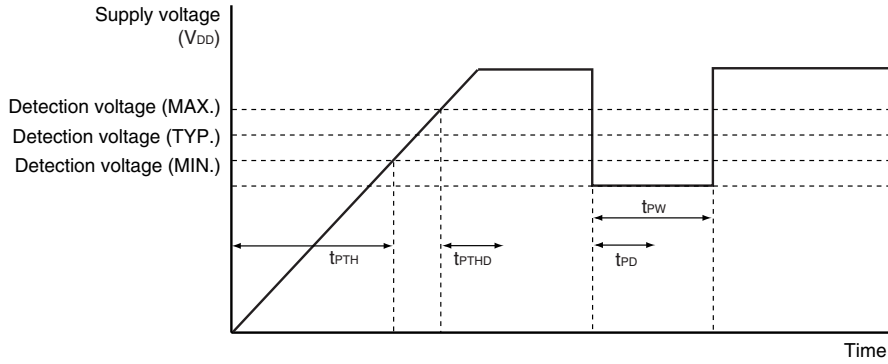 Supply voltage
(VDD)
Detection voltage (MAX.)
Detection voltage (TYP.)
Detection voltage (MIN.)
tPW
tPTH
tPTHD
tPD
Time